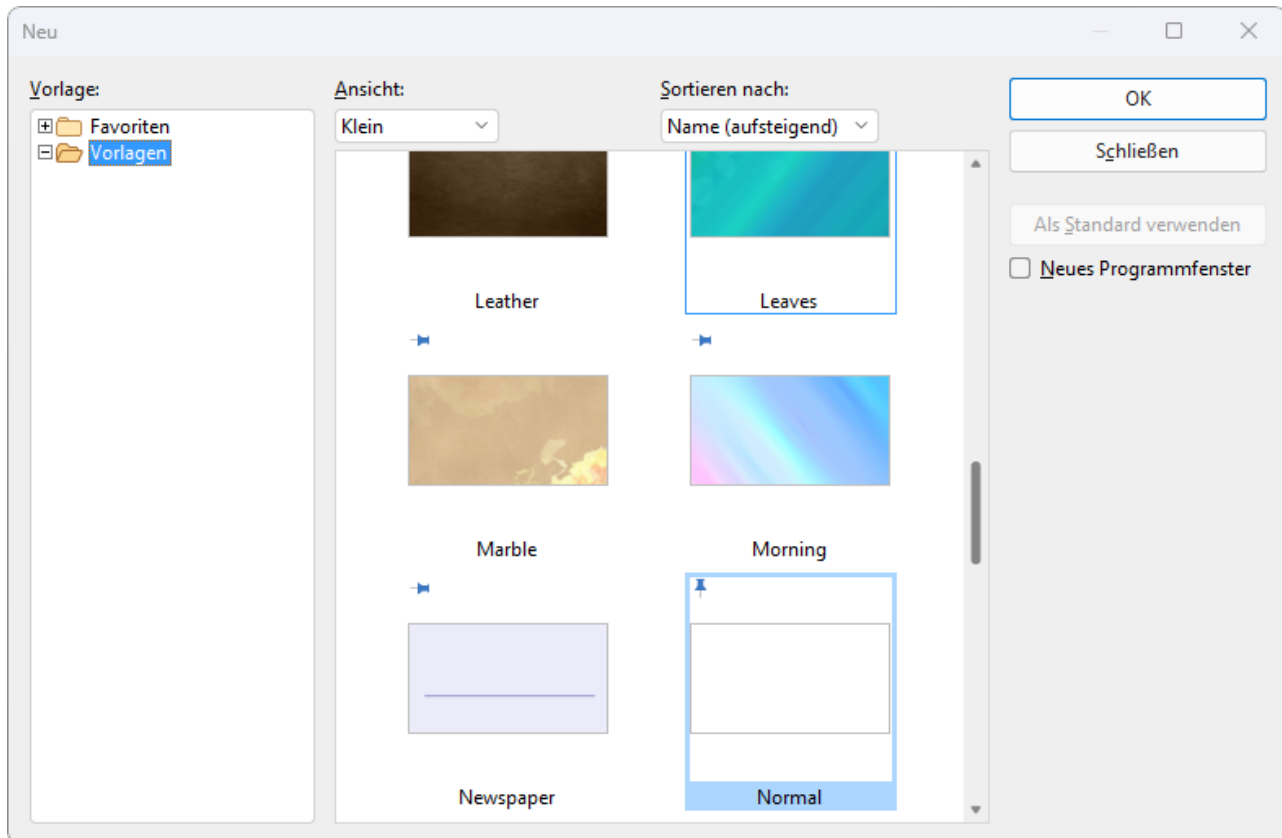 Neu
Vorlage:
Ansicht:
Sortieren nach:
Favoriten
Vorlagen
Klein
Name (aufsteigend)
OK
Schließen
Als Standard verwenden
Neues Programmfenster
Leather
Leaves
Marble
Morning
Newspaper
Normal